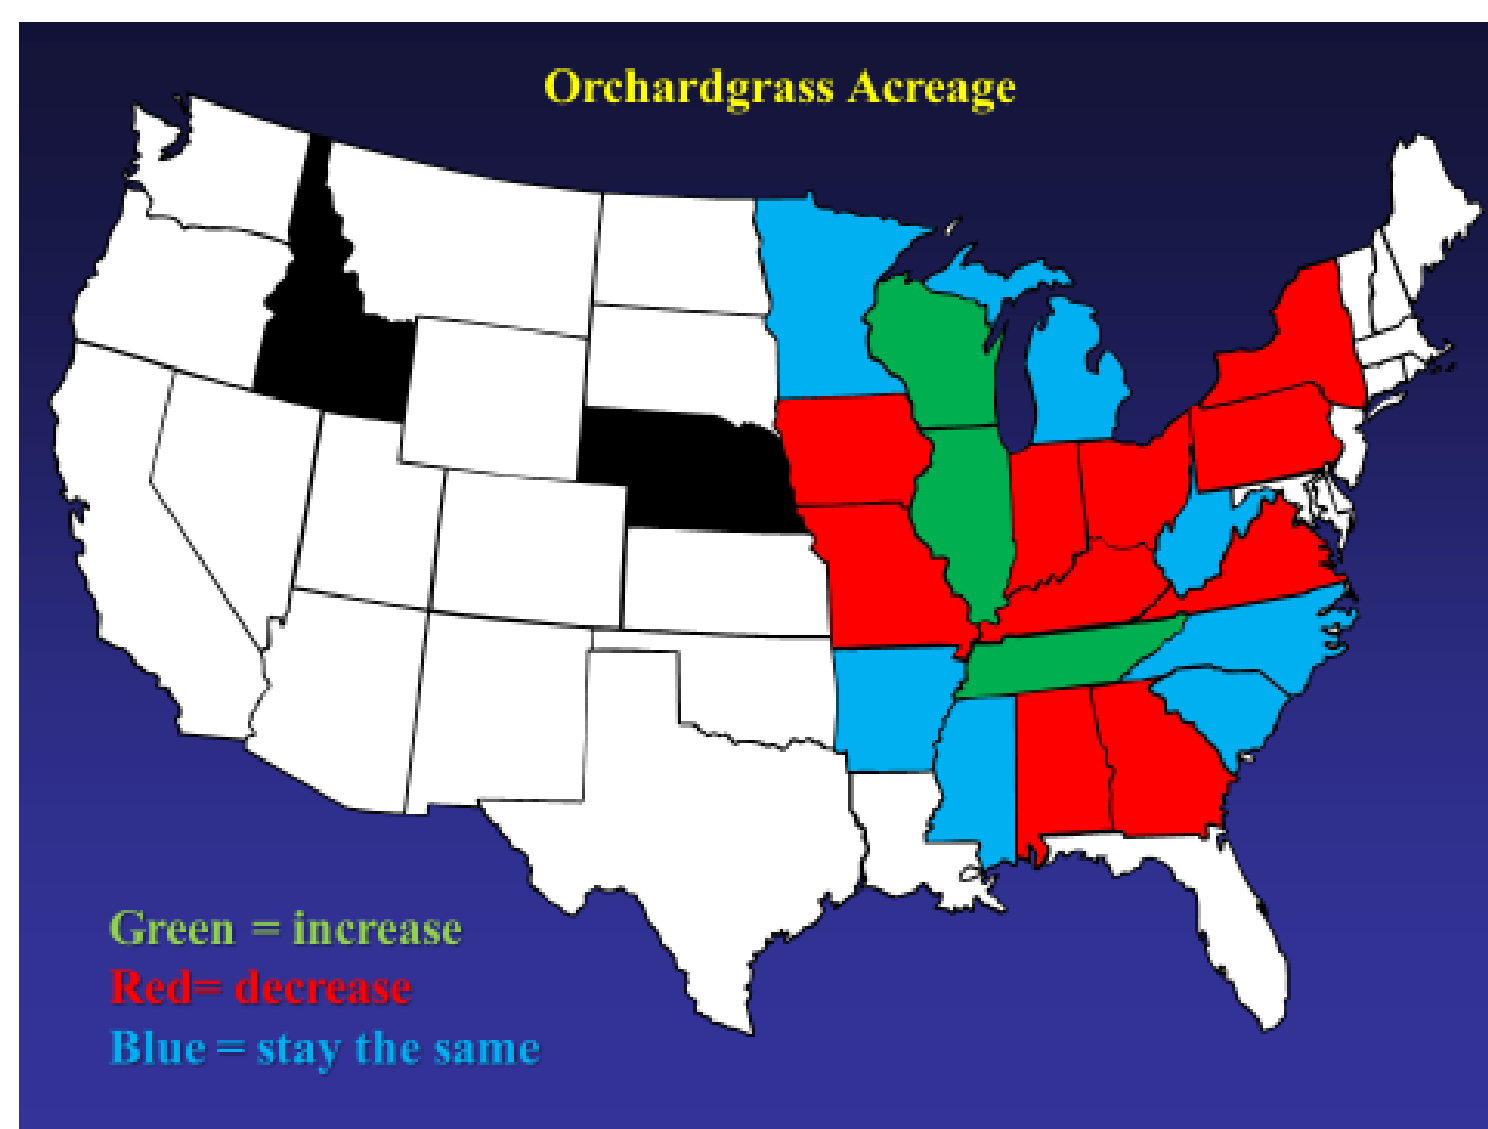 Orchardgrass Acreage
Green = increase
Red= decrease
Blue = stay the same